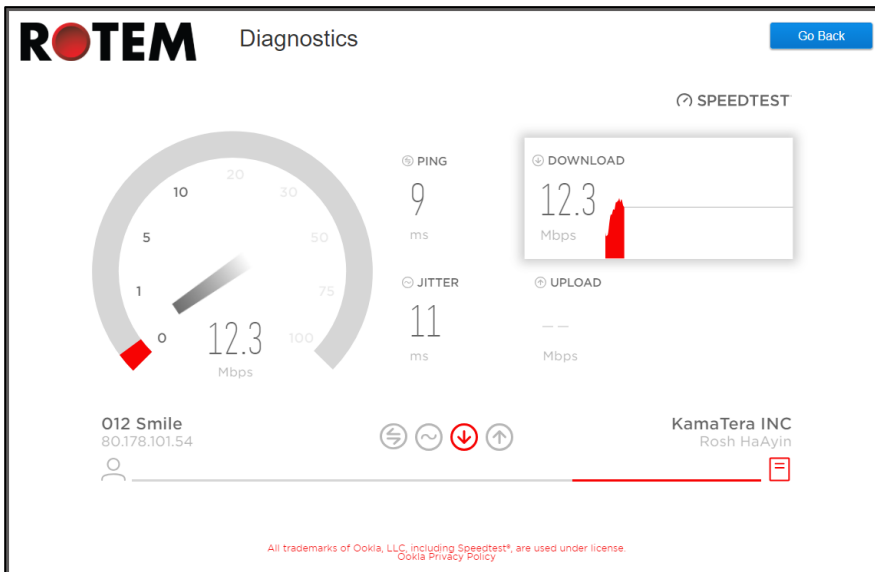 ROTEM
Diagnostics
Go Back
SPEEDTEST
PING
9
ms
DOWNLOAD
12.3
Mbps
JITTER
11
ms
UPLOAD
— —
Mbps
0
1
5
10
20
30
50
75
100
12.3
Mbps
012 Smile
80.178.101.54
KamaTera INC
Rosh HaAyin
All trademarks of Ookla, LLC, including Speedtest®, are used under license.
Ookla Privacy Policy